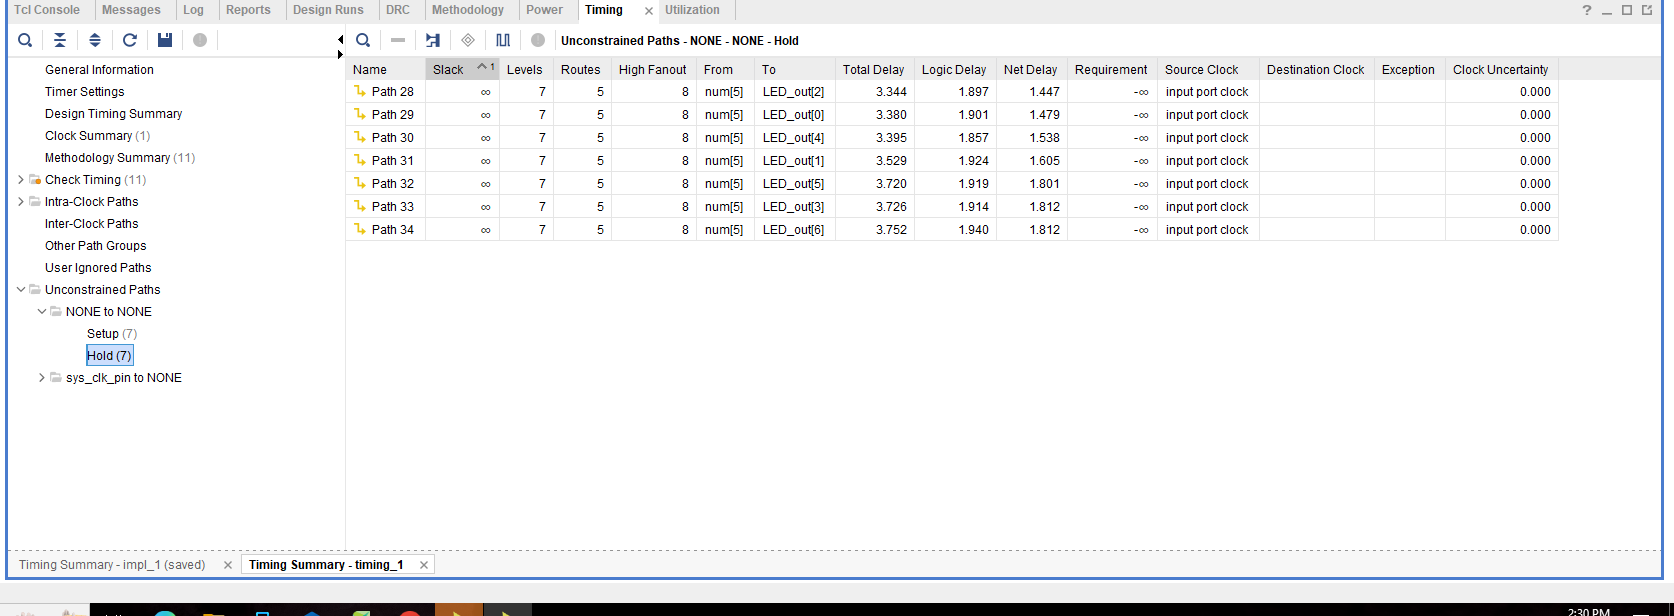 Tcl Console Messages Log Reports Design Runs DRC Methodology Power Timing × Utilization ? _
Unconstrained Paths - NONE - NONE - Hold
General Information
Timer Settings
Design Timing Summary
Clock Summary (1)
Methodology Summary (11)
Check Timing (11)
Intra-Clock Paths
Inter-Clock Paths
Other Path Groups
User Ignored Paths
Unconstrained Paths
NONE to NONE
Setup (7)
Hold (7)
sys_clk_pin to NONE
Name Slack ^ 1 Levels Routes High Fanout From To Total Delay Logic Delay Net Delay Requirement Source Clock Destination Clock Exception Clock Uncertainty
Path 28 ∞ 7 5 8 num[5] LED_out[2] 3.344 1.897 1.447 -∞ input port clock 0.000
Path 29 ∞ 7 5 8 num[5] LED_out[0] 3.380 1.901 1.479 -∞ input port clock 0.000
Path 30 ∞ 7 5 8 num[5] LED_out[4] 3.395 1.857 1.538 -∞ input port clock 0.000
Path 31 ∞ 7 5 8 num[5] LED_out[1] 3.529 1.924 1.605 -∞ input port clock 0.000
Path 32 ∞ 7 5 8 num[5] LED_out[5] 3.720 1.919 1.801 -∞ input port clock 0.000
Path 33 ∞ 7 5 8 num[5] LED_out[3] 3.726 1.914 1.812 -∞ input port clock 0.000
Path 34 ∞ 7 5 8 num[5] LED_out[6] 3.752 1.940 1.812 -∞ input port clock 0.000
Timing Summary - impl_1 (saved) × Timing Summary - timing_1 ×
2:30 PM